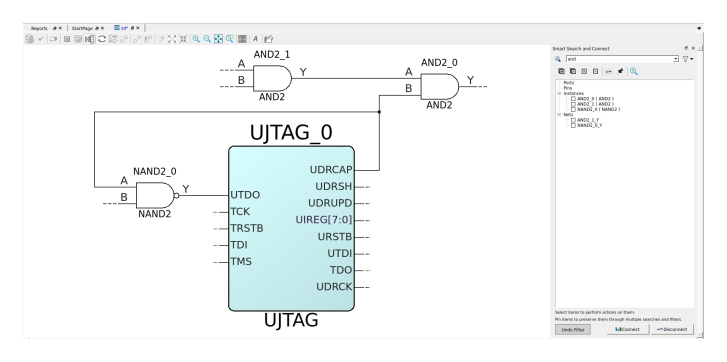 Reports
StartPage
sd*
Smart Search and Connect
and
Ports
Pins
Instances
AND2_0 ( AND2 )
AND2_1 ( AND2 )
NAND2_0 ( NAND2 )
Nets
AND2_1_Y
NAND2_0_Y
AND2_1
A
B
Y
AND2
AND2_0
A
B
Y
AND2
UJTAG_0
NAND2_0
A
B
Y
NAND2
UTDO
TCK
TRSTB
TDI
TMS
UDRCAP
UDRSH
UDRUPD
UIREG[7:0]
URSTB
UTDI
TDO
UDRCK
UJTAG
Select items to perform actions on them.
Pin items to preserve them through multiple searches and filters.
Undo Filter
Connect
Disconnect